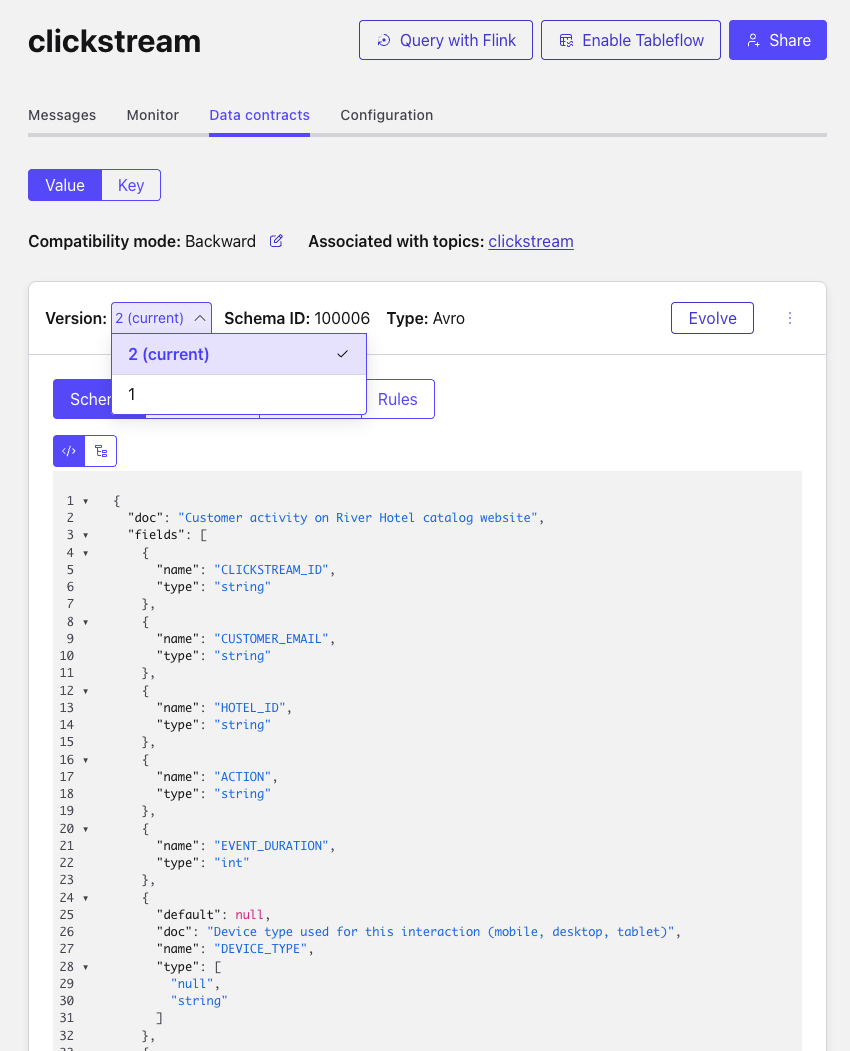 clickstream
Query with Flink
Enable Tableflow
Share
Messages
Monitor
Data contracts
Configuration
Value
Key
Compatibility mode: Backward
Associated with topics: clickstream
Version: 2 (current)
Schema ID: 100006
Type: Avro
Evolve
2 (current)
1
Rules
1 {
2 "doc": "Customer activity on River Hotel catalog website",
3 "fields": [
4 {
5 "name": "CLICKSTREAM_ID",
6 "type": "string"
7 },
8 {
9 "name": "CUSTOMER_EMAIL",
10 "type": "string"
11 },
12 {
13 "name": "HOTEL_ID",
14 "type": "string"
15 },
16 {
17 "name": "ACTION",
18 "type": "string"
19 },
20 {
21 "name": "EVENT_DURATION",
22 "type": "int"
23 },
24 {
25 "default": null,
26 "doc": "Device type used for this interaction (mobile, desktop, tablet)",
27 "name": "DEVICE_TYPE",
28 "type": [
29 "null",
30 "string"
31 ]
32 },